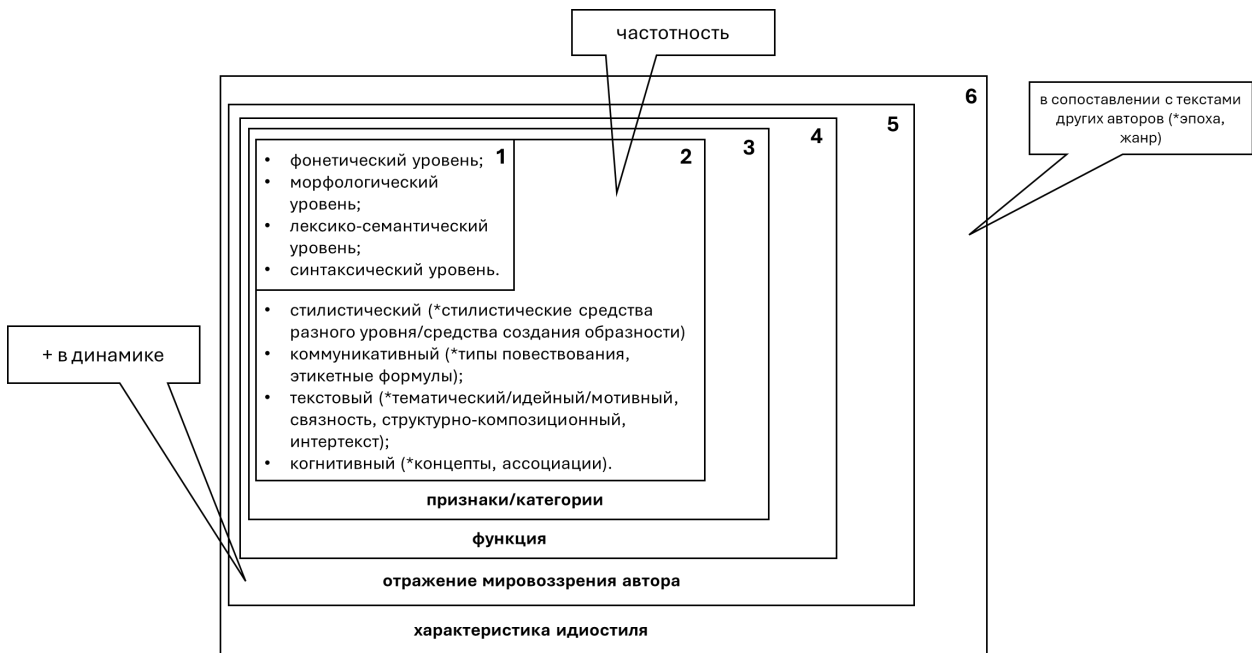 частотность
6
в сопоставлении с текстами
других авторов (*эпоха,
жанр)
5
4
3
2
1
• фонетический уровень;
• морфологический
уровень;
• лексико-семантический
уровень;
• синтаксический уровень.
• стилистический (*стилистические средства
разного уровня/средства создания образности)
• коммуникативный (*типы повествования,
этикетные формулы);
• текстовый (*тематический/идейный/мотивный,
связность, структурно-композиционный,
интертекст);
• когнитивный (*концепты, ассоциации).
+ в динамике
признаки/категории
функция
отражение мировоззрения автора
характеристика идиостиля